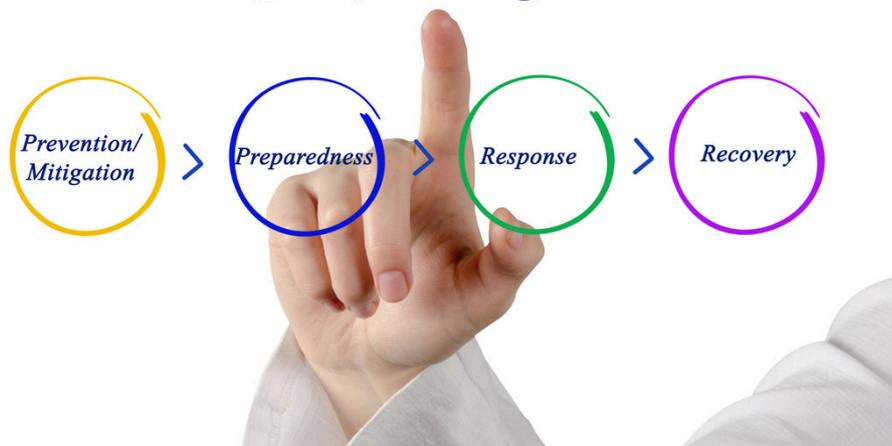 Prevention/
Mitigation
Preparedness
Response
Recovery